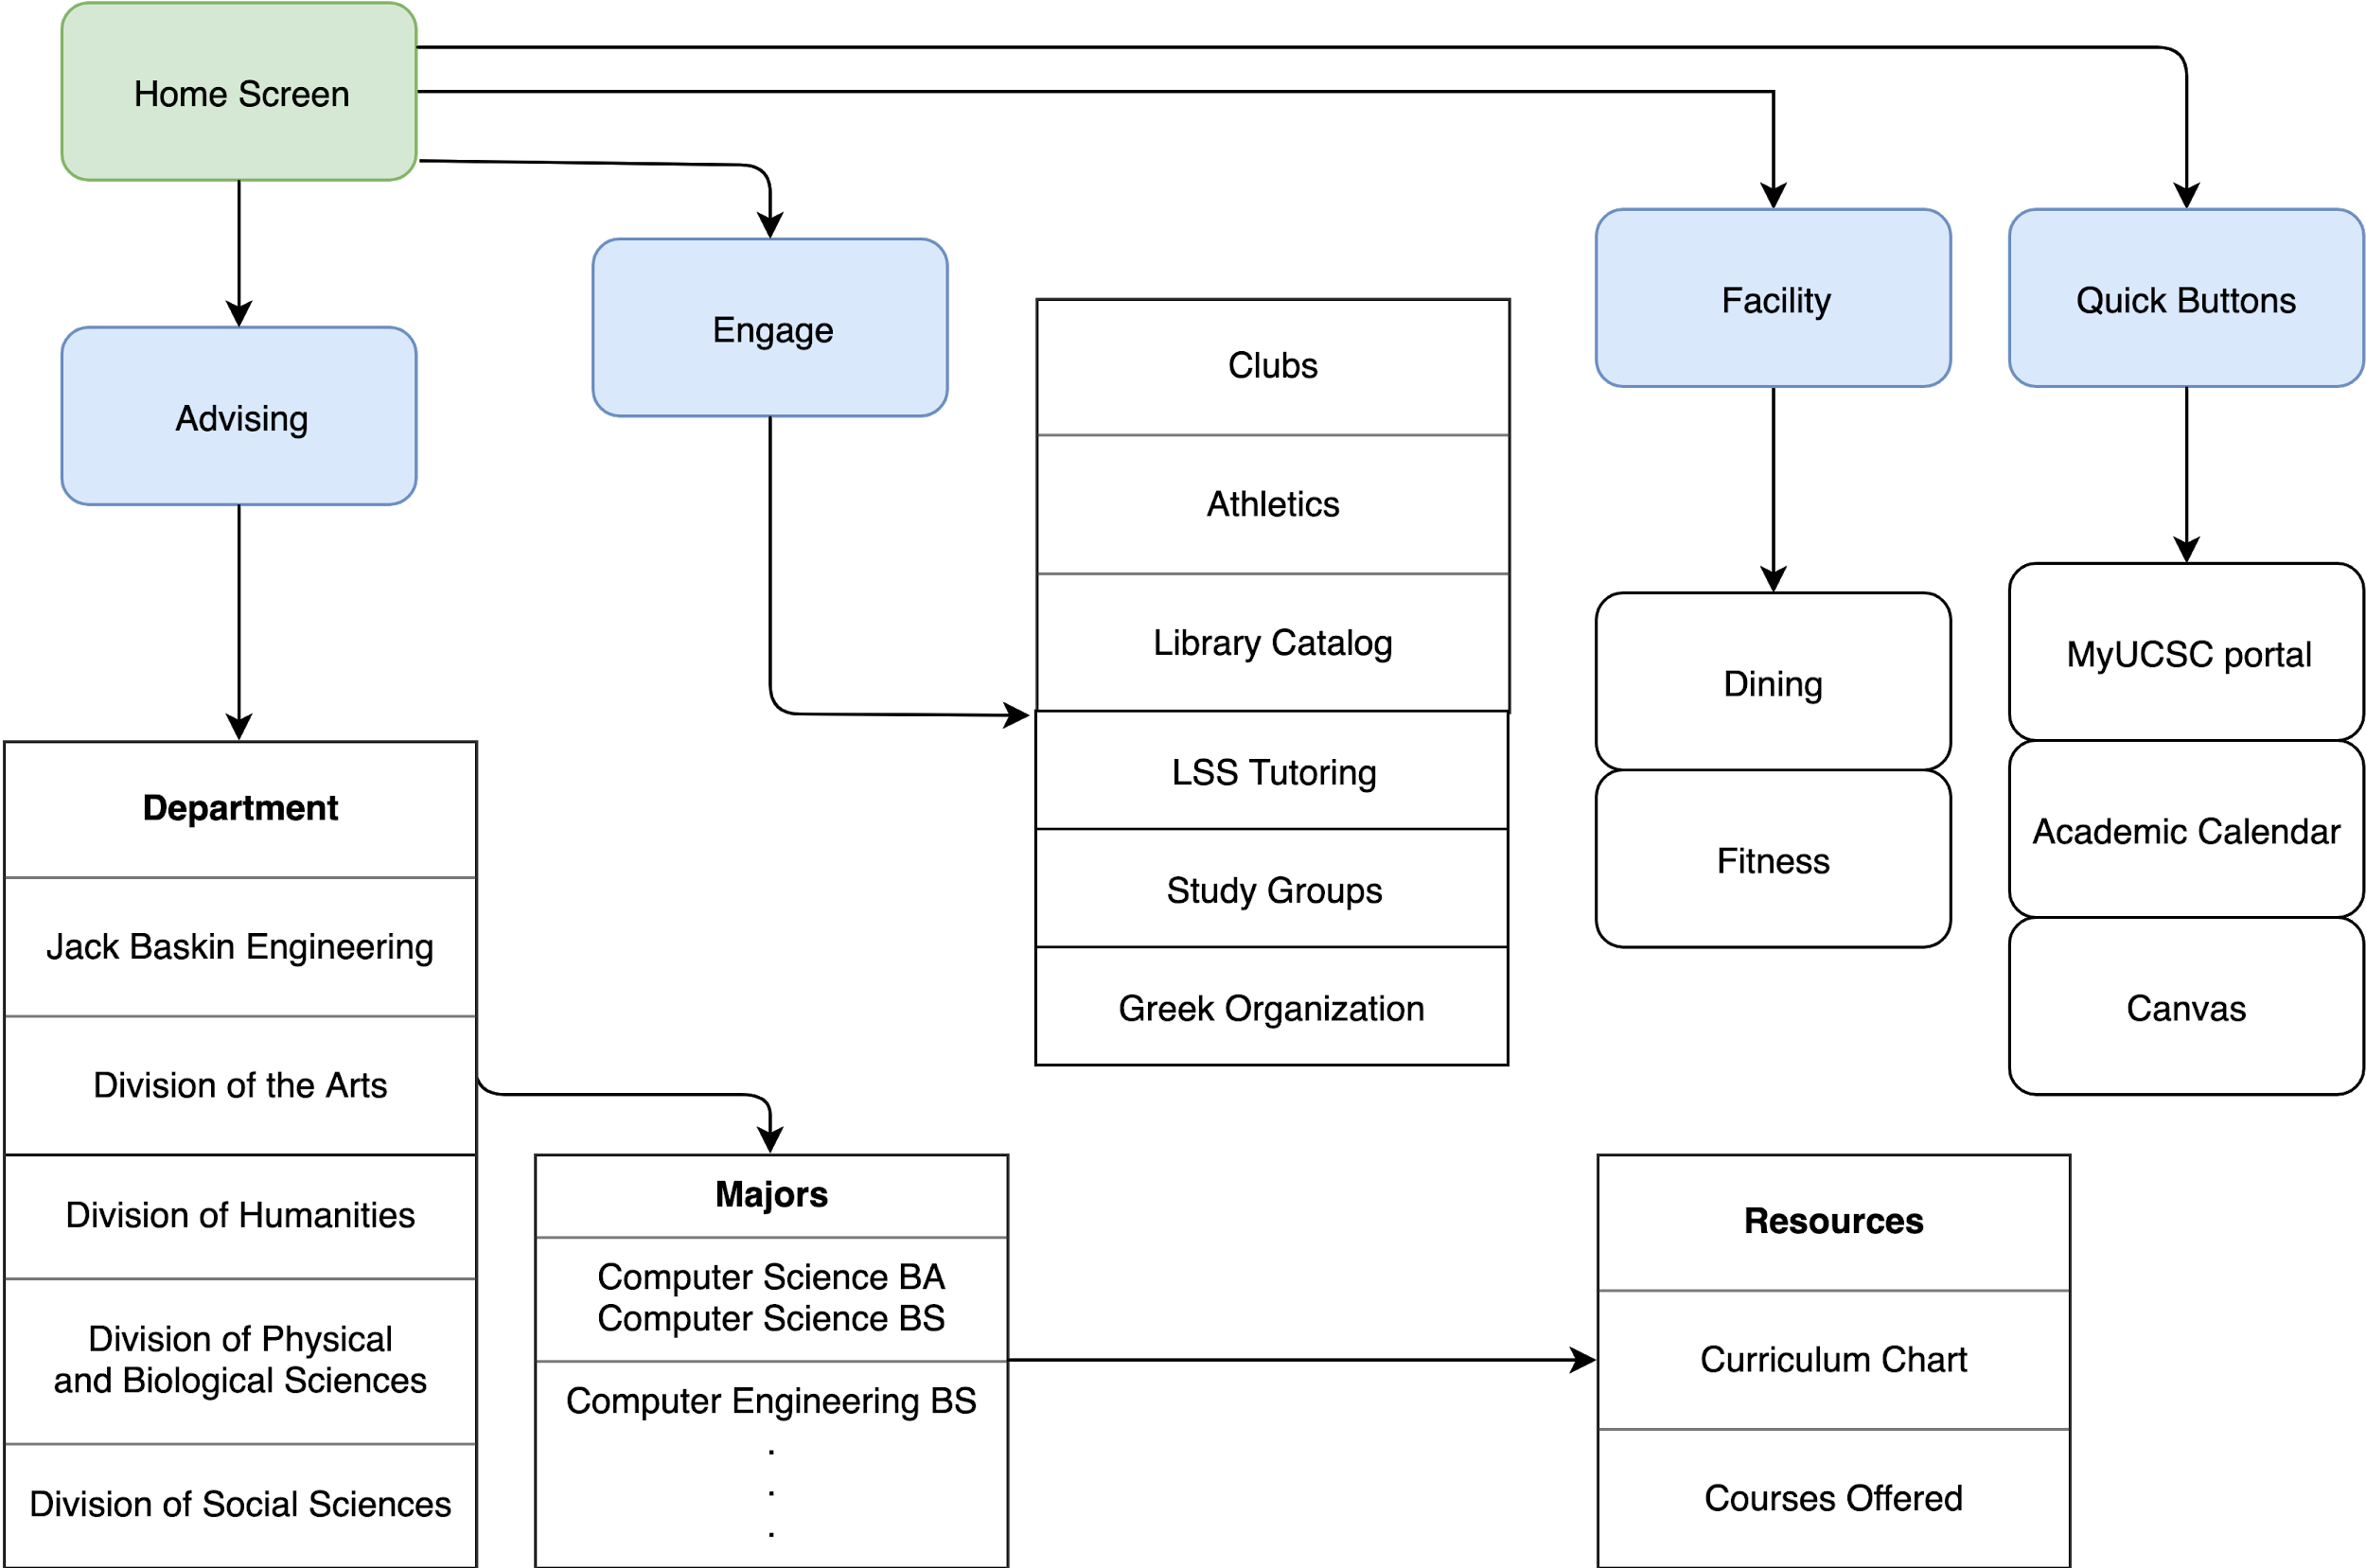 Home Screen
Advising
Engage
Facility
Quick Buttons
Clubs
Athletics
Library Catalog
LSS Tutoring
Study Groups
Greek Organization
Dining
Fitness
MyUCSC portal
Academic Calendar
Canvas
Department
Jack Baskin Engineering
Division of the Arts
Division of Humanities
Division of Physical
and Biological Sciences
Division of Social Sciences
Majors
Computer Science BA
Computer Science BS
Computer Engineering BS
.
.
.
Resources
Curriculum Chart
Courses Offered